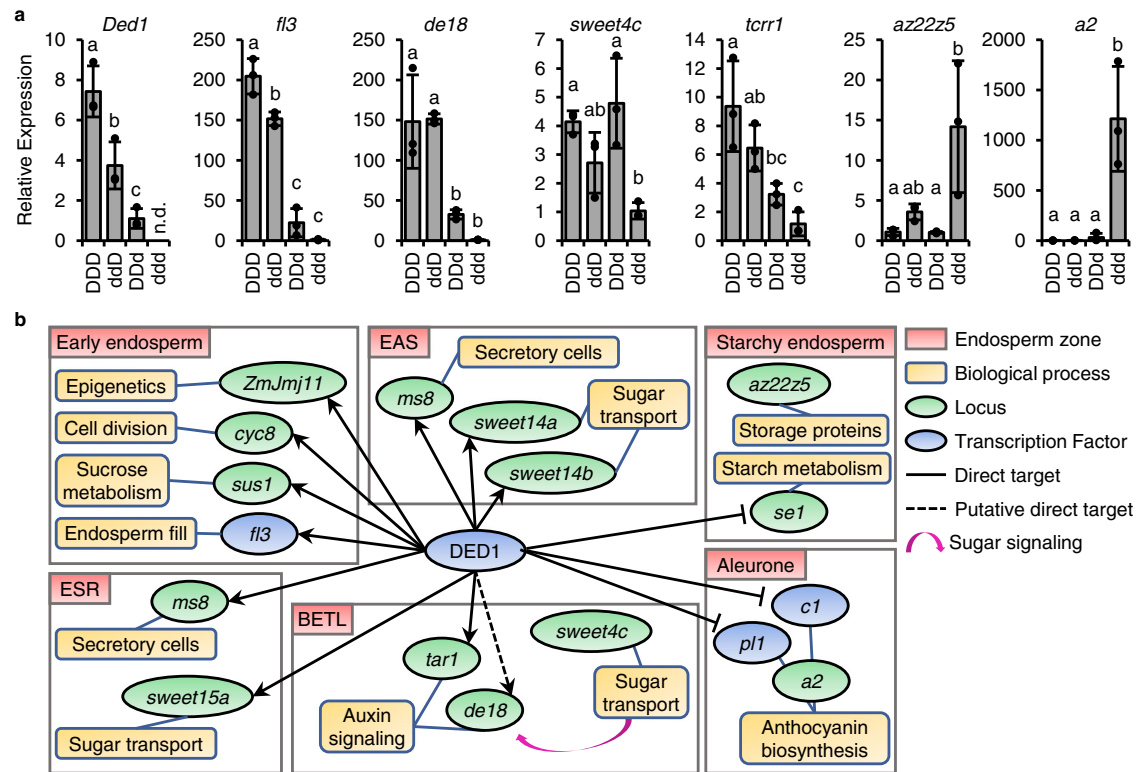 a
Ded1
fl3
de18
sweet4c
tcrr1
az22z5
a2
Relative Expression
10
8
6
4
2
0
a
b
c
n.d.
DDD
ddD
DDd
ddd
250
200
150
100
50
0
a
b
c
c
DDD
ddD
DDd
ddd
250
200
150
100
50
0
a
a
b
b
DDD
ddD
DDd
ddd
7
6
5
4
3
2
1
0
a
ab
a
b
DDD
ddD
DDd
ddd
14
12
10
8
6
4
2
0
a
ab
bc
c
DDD
ddD
DDd
ddd
25
20
15
10
5
0
a
ab
a
b
DDD
ddD
DDd
ddd
2000
1500
1000
500
0
a
a
a
b
DDD
ddD
DDd
ddd
b
Early endosperm
Epigenetics
ZmJmj11
Cell division
cyc8
Sucrose
metabolism
sus1
Endosperm fill
fl3
EAS
Secretory cells
ms8
Sugar
transport
sweet14a
sweet14b
Starchy endosperm
az22z5
Storage proteins
Starch metabolism
se1
Endosperm zone
Biological process
Locus
Transcription Factor
Direct target
Putative direct target
Sugar signaling
DED1
ESR
ms8
Secretory cells
sweet15a
Sugar transport
BETL
sweet4c
tar1
Sugar
transport
de18
Auxin
signaling
Aleurone
c1
pl1
a2
Anthocyanin
biosynthesis